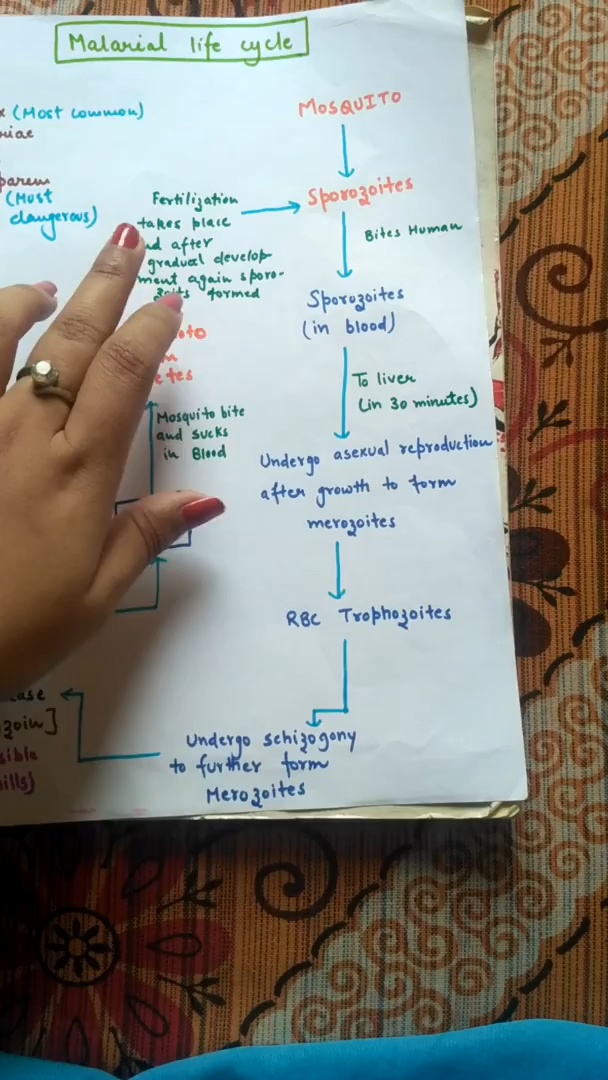 Malarial life cycle
(Most common)
(Most
dangerous)
MOSQUITO
Sporozoites
Bites Human
Fertilization
takes place
after
gradual develop-
ment again sporo-
formed
Sporozoites
(in blood)
To liver
(in 30 minutes)
Mosquito bite
and sucks
in Blood
Undergo asexual reproduction
after growth to form
merozoites
RBC Trophozoites
Undergo schizogony
to further form
Merozoites